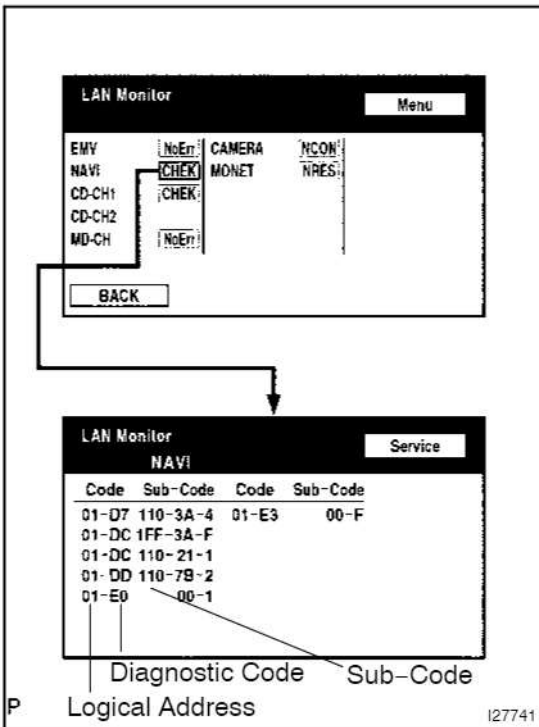 LAN Monitor
Menu
EMV NoErr CAMERA NCON
NAVI CHEK MONET NRES
CD-CH1 CHEK
CD-CH2
MD-CH NoErr
BACK
LAN Monitor
NAVI
Service
Code Sub-Code Code Sub-Code
01-D7 110-3A-4 01-E3 00-F
01-DC 1FF-3A-F
01-DC 110-21-1
01-DD 110-79-2
01-E0 00-1
Diagnostic Code Sub-Code
P Logical Address
I27741